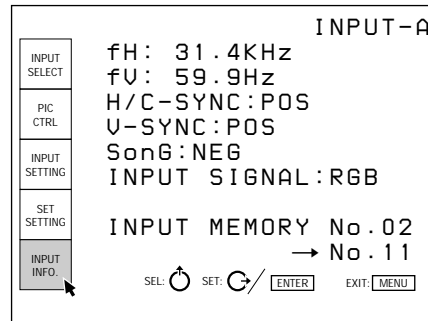 INPUT-A
INPUT
SELECT
PIC
CTRL
INPUT
SETTING
SET
SETTING
INPUT
INFO.
fH: 31.4KHz
fV: 59.9Hz
H/C-SYNC:POS
V-SYNC:POS
SonG:NEG
INPUT SIGNAL:RGB
INPUT MEMORY No.02
→ No.11
SEL: SET: / ENTER EXIT: MENU